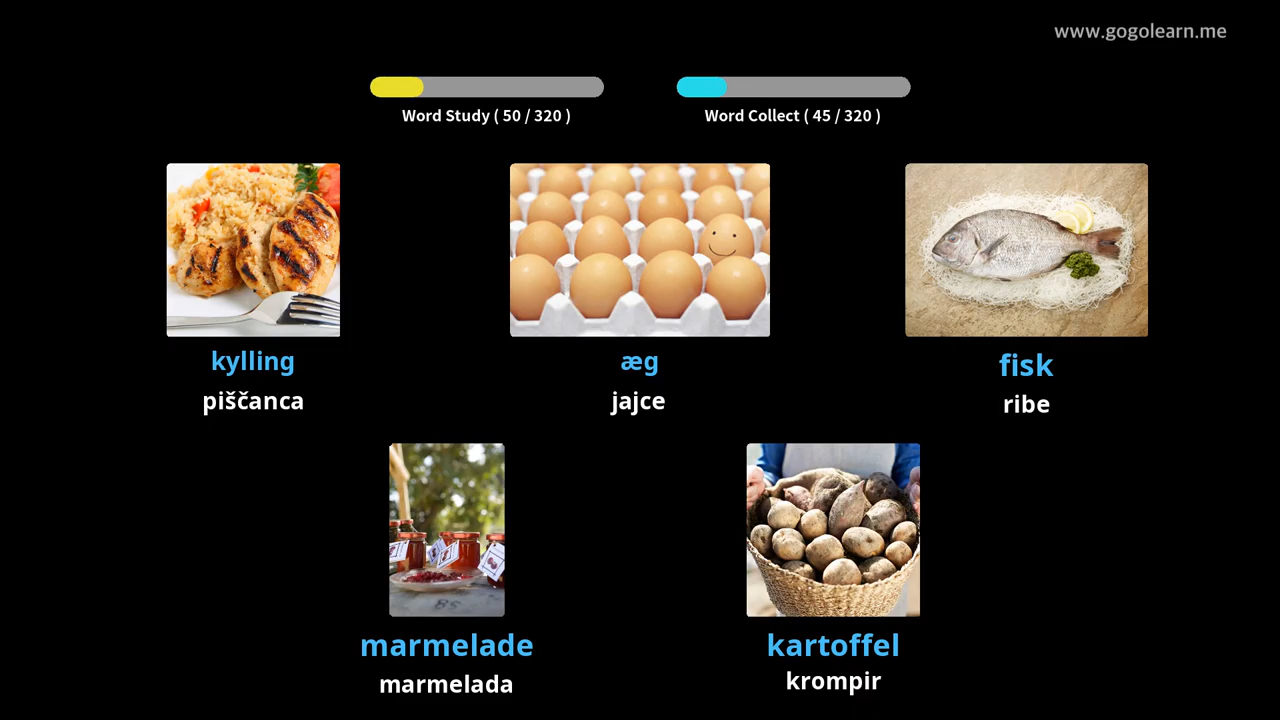 www.gogolearn.me
Word Study ( 50 / 320 )
Word Collect ( 45 / 320 )
kylling
piščanca
æg
jajce
fisk
ribe
marmelade
marmelada
kartoffel
krompir